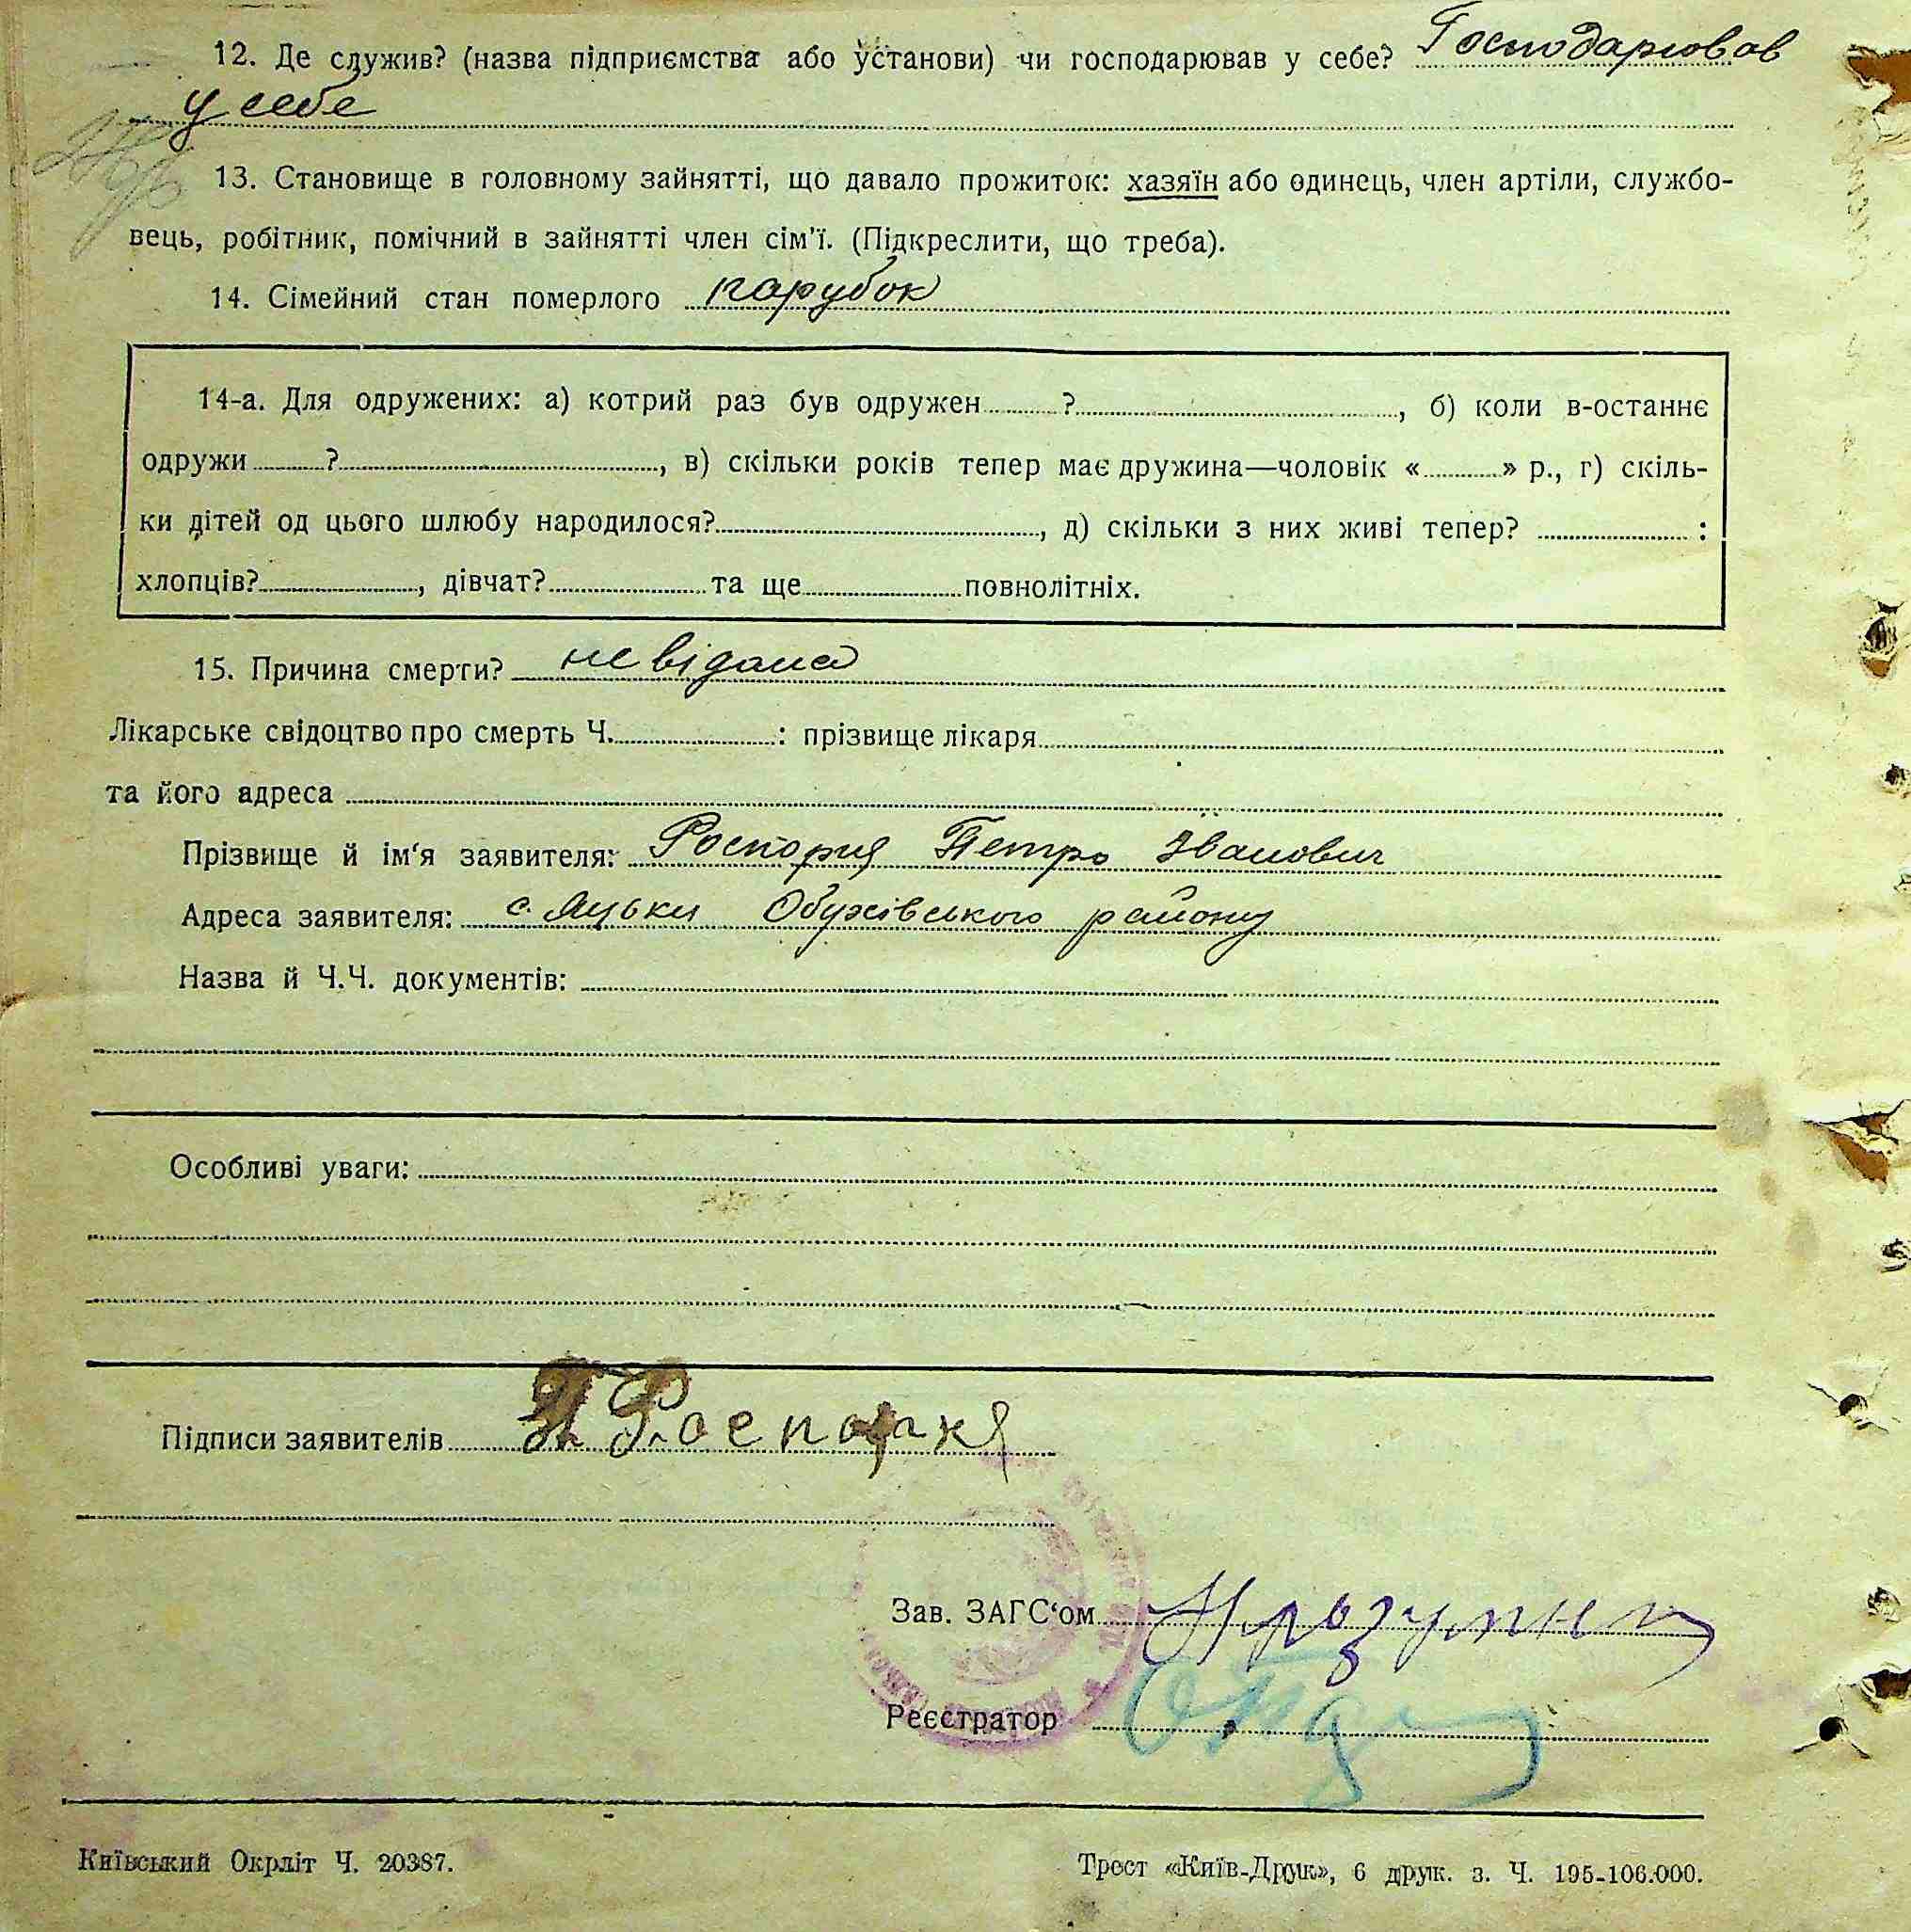 12. Де служив? (назва підприємства або установи) чи господарював у себе? Господарював
у себе
13. Становище в головному зайнятті, що давало прожиток: хазяїн або одинець, член артіли, службо-
вець, робітник, помічний в зайнятті член сім'ї. (Підкреслити, що треба).
14. Сімейний стан померлого парубок
14-а. Для одружених: а) котрий раз був одружен ? , б) коли в-останнє
одружи ? , в) скільки років тепер має дружина—чоловік « » р., г) скіль-
ки дітей од цього шлюбу народилося? , д) скільки з них живі тепер? :
хлопців? , дівчат? та ще повнолітніх.
15. Причина смерти? невідома
Лікарське свідоцтво про смерть Ч. : прізвище лікаря
та його адреса
Прізвище й ім'я заявителя: Петро Іванович
Адреса заявителя: с. Яцьки Обухівського району
Назва й Ч.Ч. документів:
Особливі уваги:
Підписи заявителів П
Зав. ЗАГС'ом
Реєстратор
Київський Окрліт Ч. 20387.
Трест «Київ-Друк», 6 друк. з. Ч. 195-106.000.